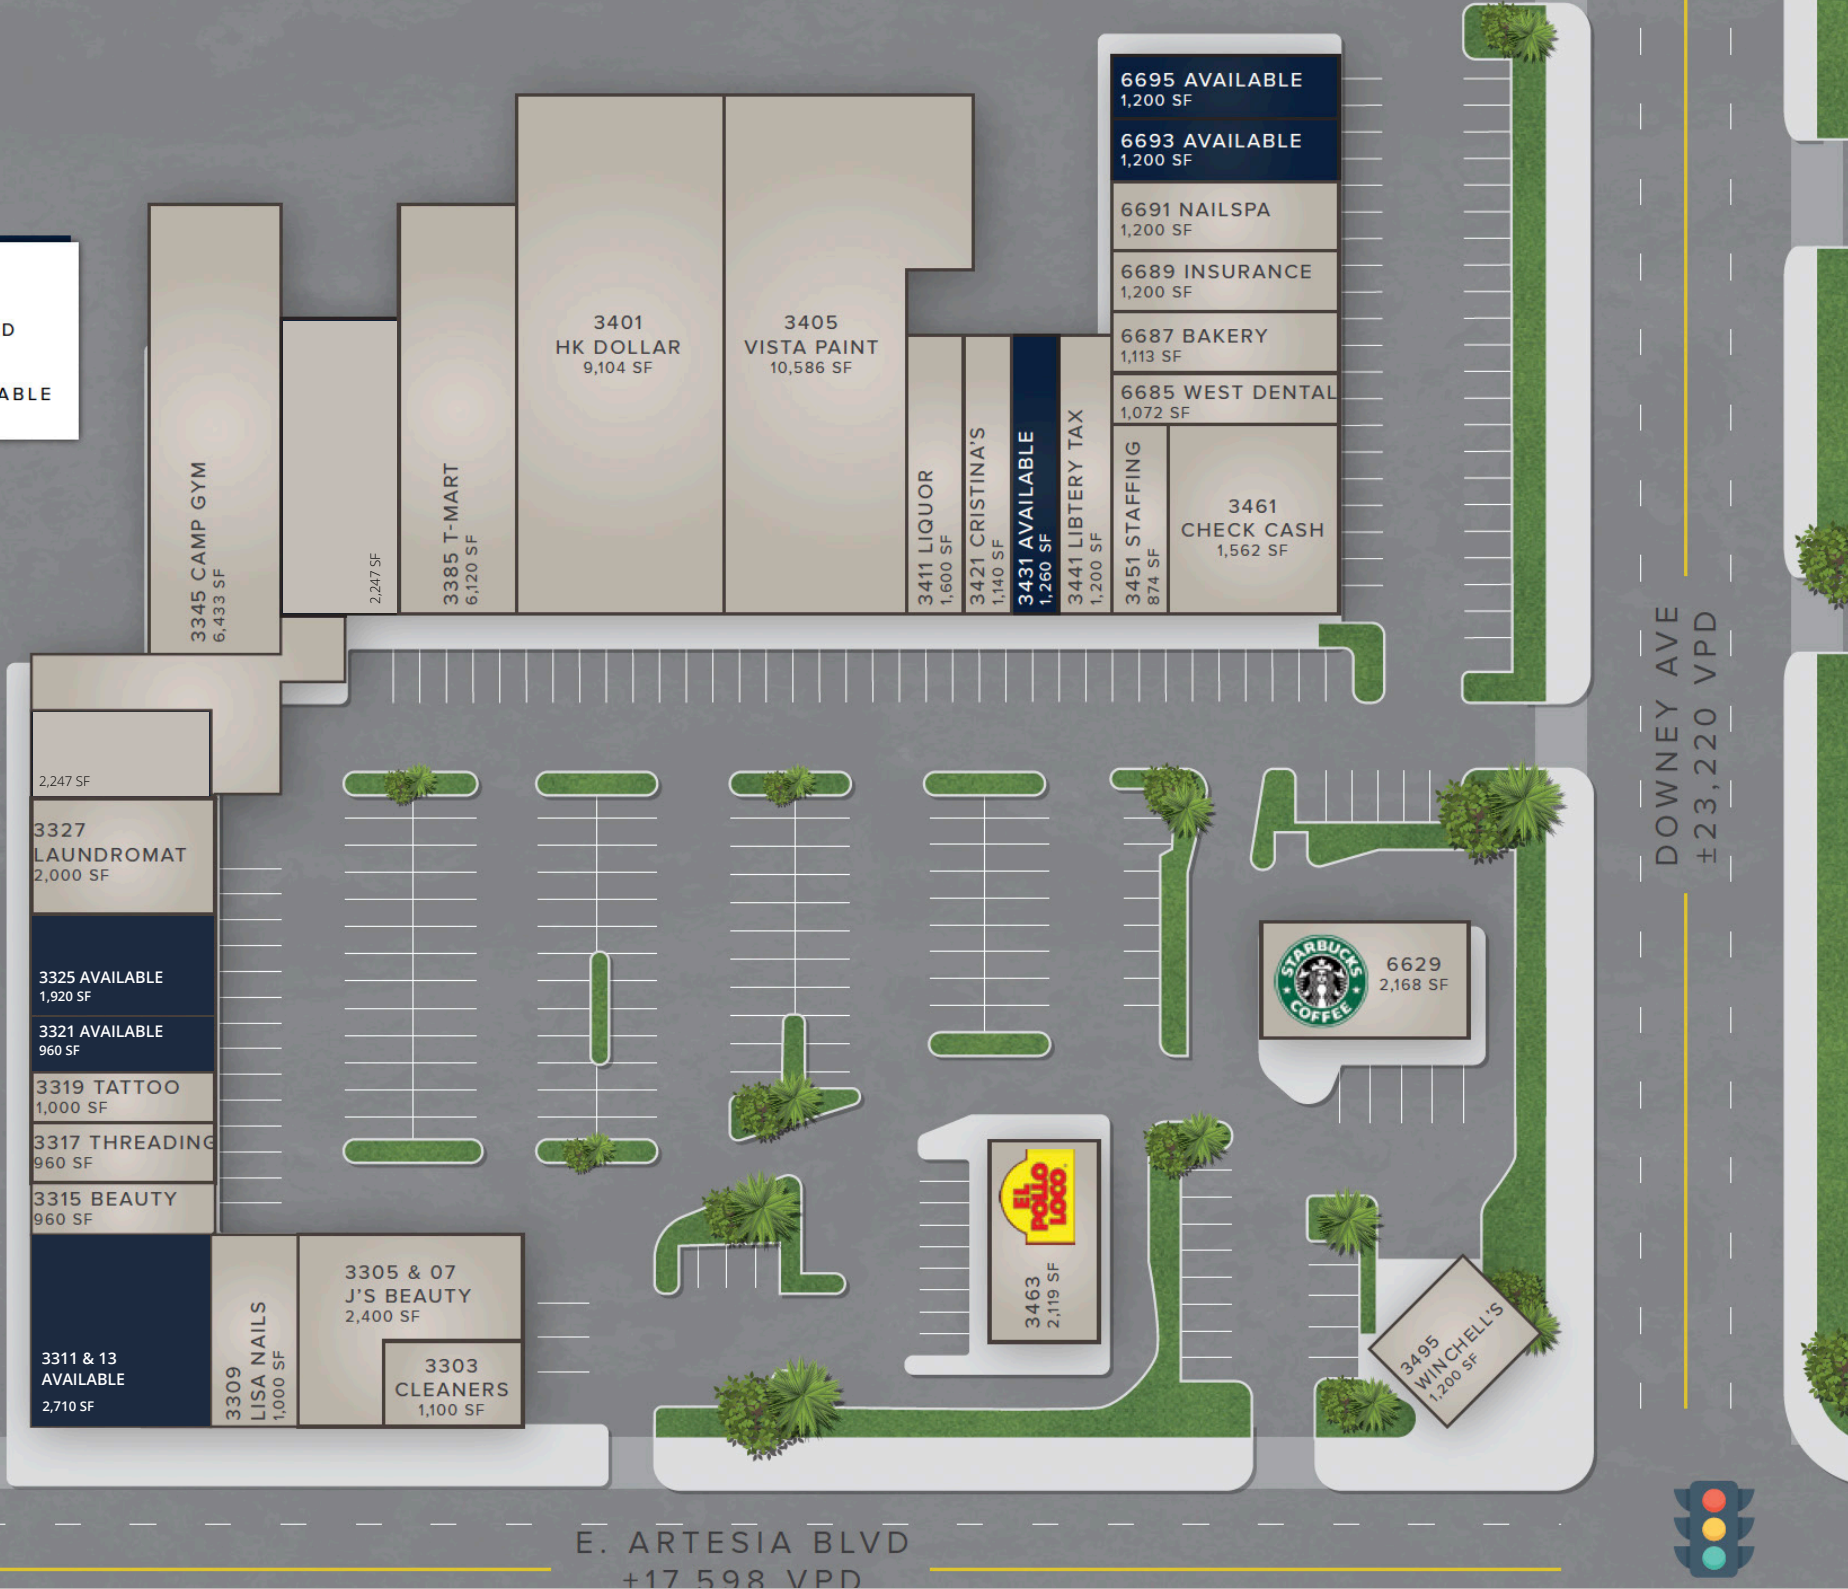 6695 AVAILABLE
1,200 SF
6693 AVAILABLE
1,200 SF
6691 NAILSPA
1,200 SF
6689 INSURANCE
1,200 SF
6687 BAKERY
1,113 SF
6685 WEST DENTAL
1,072 SF
D
ABLE
3345 CAMP GYM
6,433 SF
2,247 SF
3385 T-MART
6,120 SF
3401
HK DOLLAR
9,104 SF
3405
VISTA PAINT
10,586 SF
3411 LIQUOR
1,600 SF
3421 CRISTINA'S
1,140 SF
3431 AVAILABLE
1,260 SF
3441 LIBTERY TAX
1,200 SF
3451 STAFFING
874 SF
3461
CHECK CASH
1,562 SF
DOWNEY AVE
±23,220 VPD
2,247 SF
3327
LAUNDROMAT
2,000 SF
3325 AVAILABLE
1,920 SF
3321 AVAILABLE
960 SF
3319 TATTOO
1,000 SF
3317 THREADING
960 SF
3315 BEAUTY
960 SF
3311 & 13
AVAILABLE
2,710 SF
3309
LISA NAILS
1,000 SF
3305 & 07
J'S BEAUTY
2,400 SF
3303
CLEANERS
1,100 SF
STARBUCKS
COFFEE
6629
2,168 SF
EL
POLLO
LOCO
3463
2,119 SF
3495
WINCHELL'S
1,200 SF
E. ARTESIA BLVD
±17,598 VPD